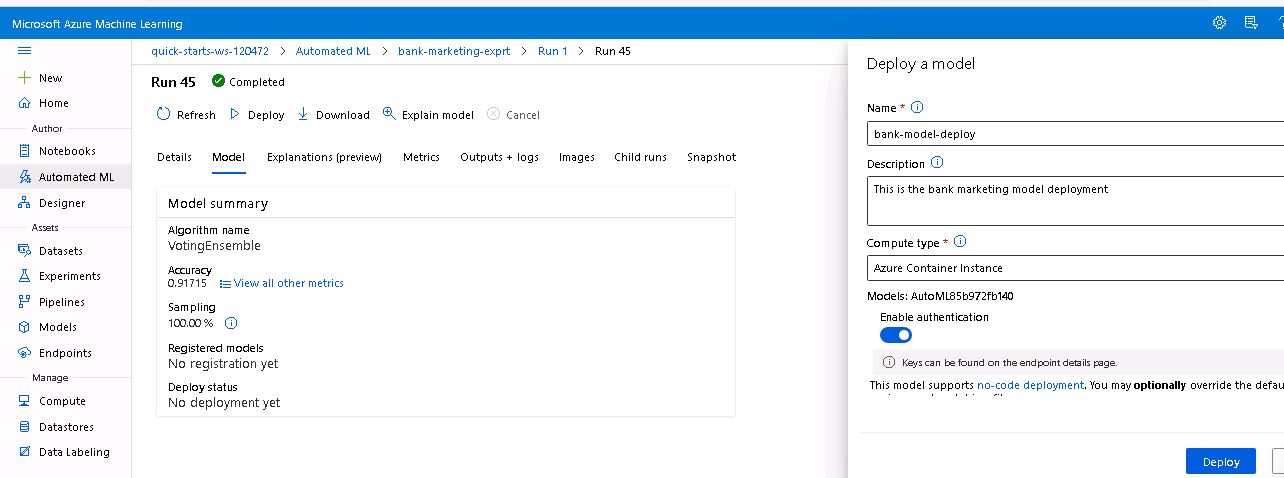 Microsoft Azure Machine Learning
New
Home
Author
Notebooks
Automated ML
Designer
Assets
Datasets
Experiments
Pipelines
Models
Endpoints
Manage
Compute
Datastores
Data Labeling
quick-starts-ws-120472 > Automated ML > bank-marketing-exprt > Run 1 > Run 45
Run 45 Completed
Refresh Deploy Download Explain model Cancel
Details Model Explanations (preview) Metrics Outputs + logs Images Child runs Snapshot
Model summary
Algorithm name
VotingEnsemble
Accuracy
0.91715 View all other metrics
Sampling
100.00 %
Registered models
No registration yet
Deploy status
No deployment yet
Deploy a model
Name *
bank-model-deploy
Description
This is the bank marketing model deployment
Compute type *
Azure Container Instance
Models: AutoML85b972fb140
Enable authentication
Keys can be found on the endpoint details page.
This model supports no-code deployment. You may optionally override the defau
Deploy